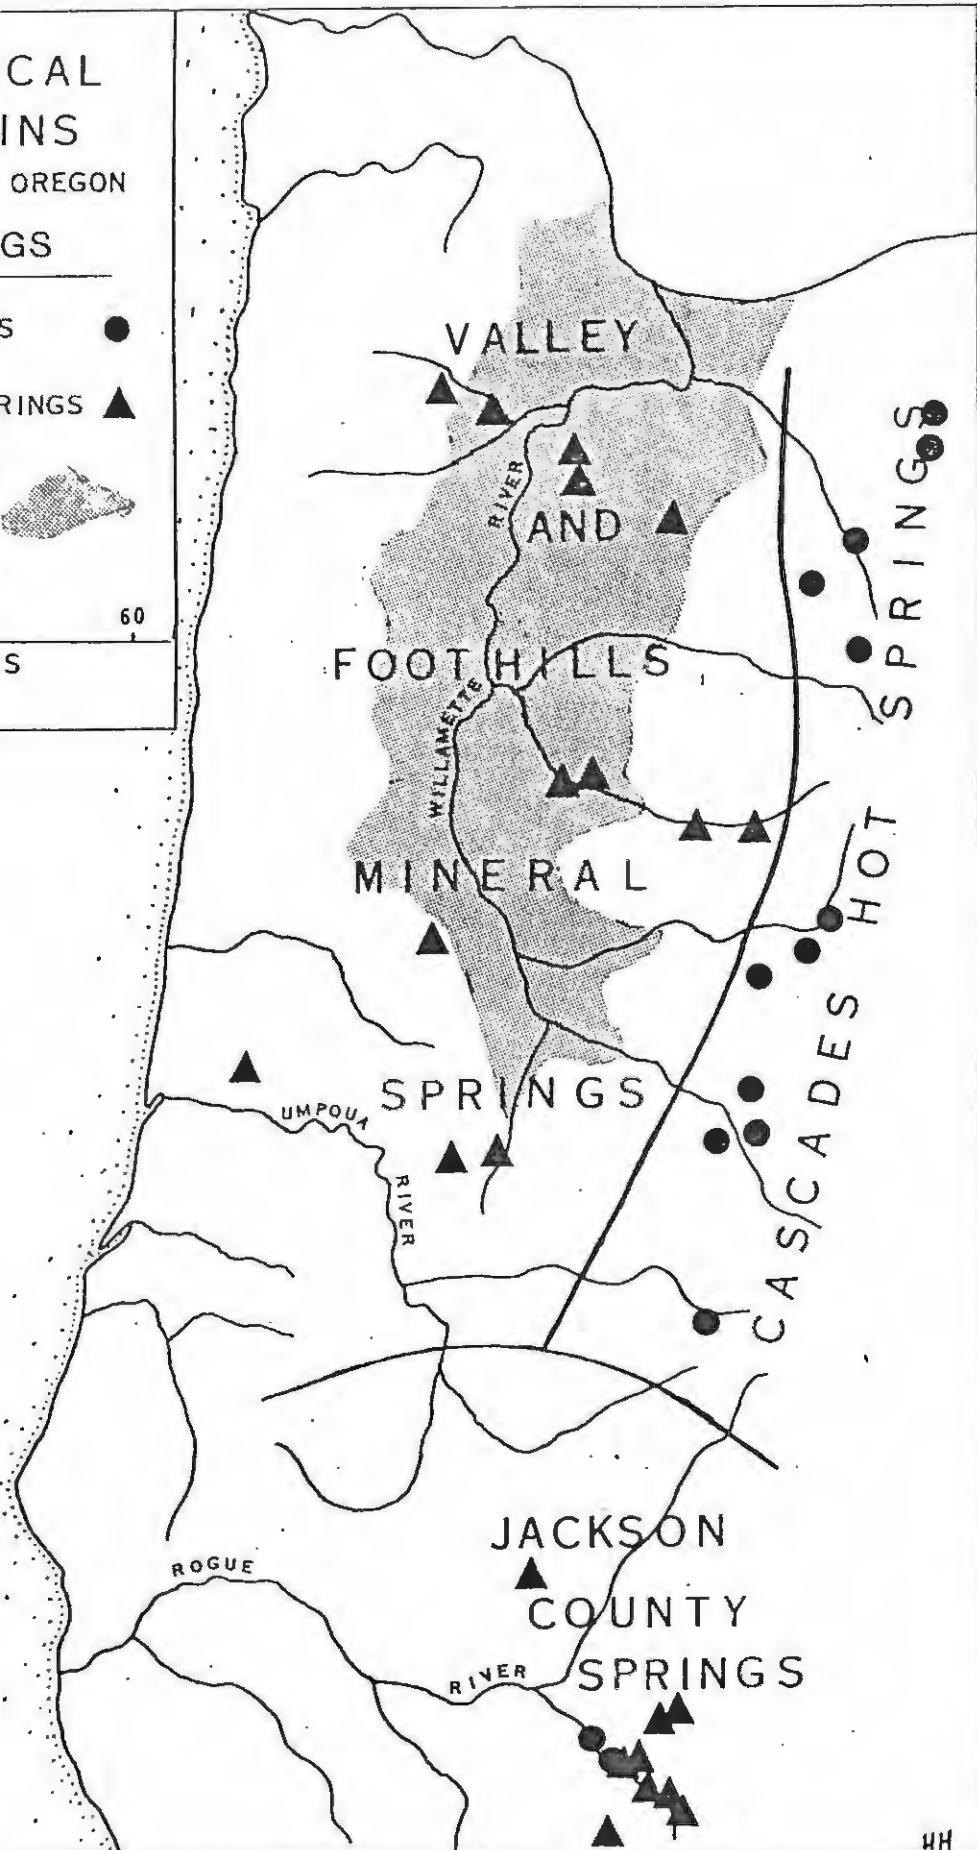 CAL
INS
OREGON
GS
S
RINGS
60
S
VALLEY
AND
FOOTHILLS
MINERAL
SPRINGS
RIVER
WILLAMETTE
CASCADES HOT SPRINGS
UMPQUA
RIVER
JACKSON
COUNTY
SPRINGS
ROGUE
RIVER
HH